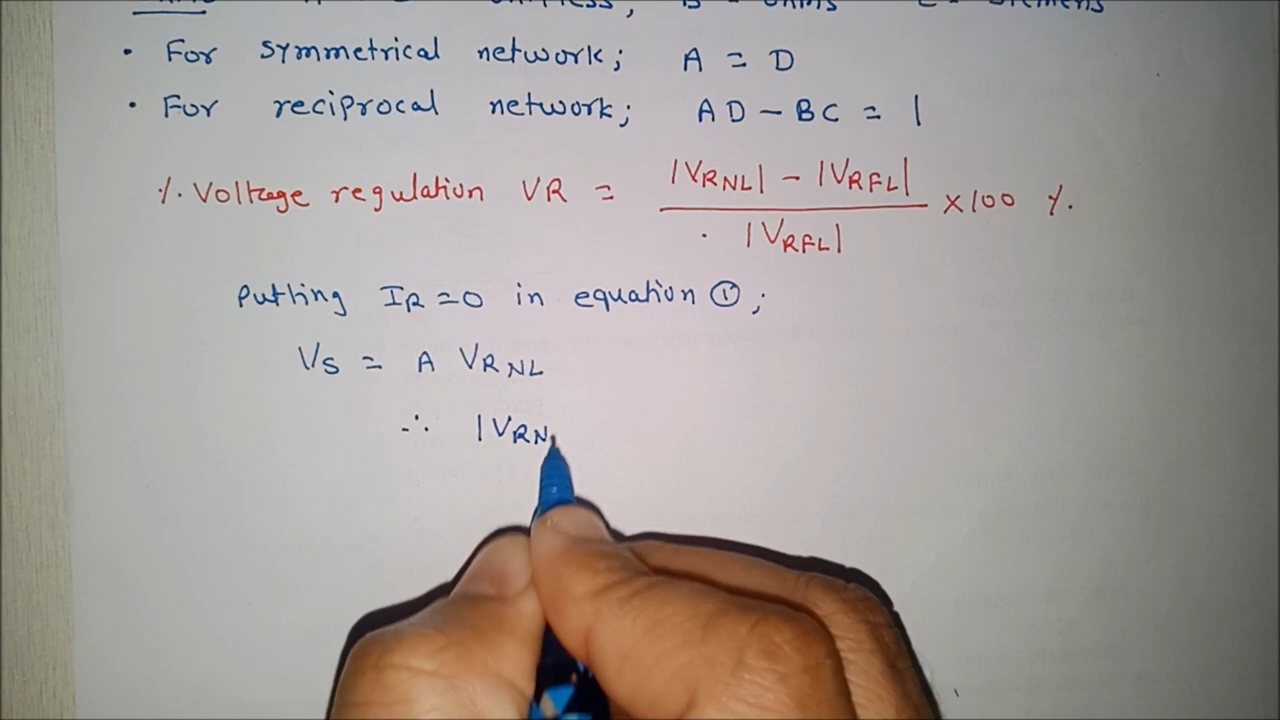 • For symmetrical network; A = D
• For reciprocal network; AD - BC = 1
% Voltage regulation VR = |VRNL| - |VRFL| / |VRFL| × 100 %.
Putting IR = 0 in equation ①;
VS = A VRNL
∴ |VRN